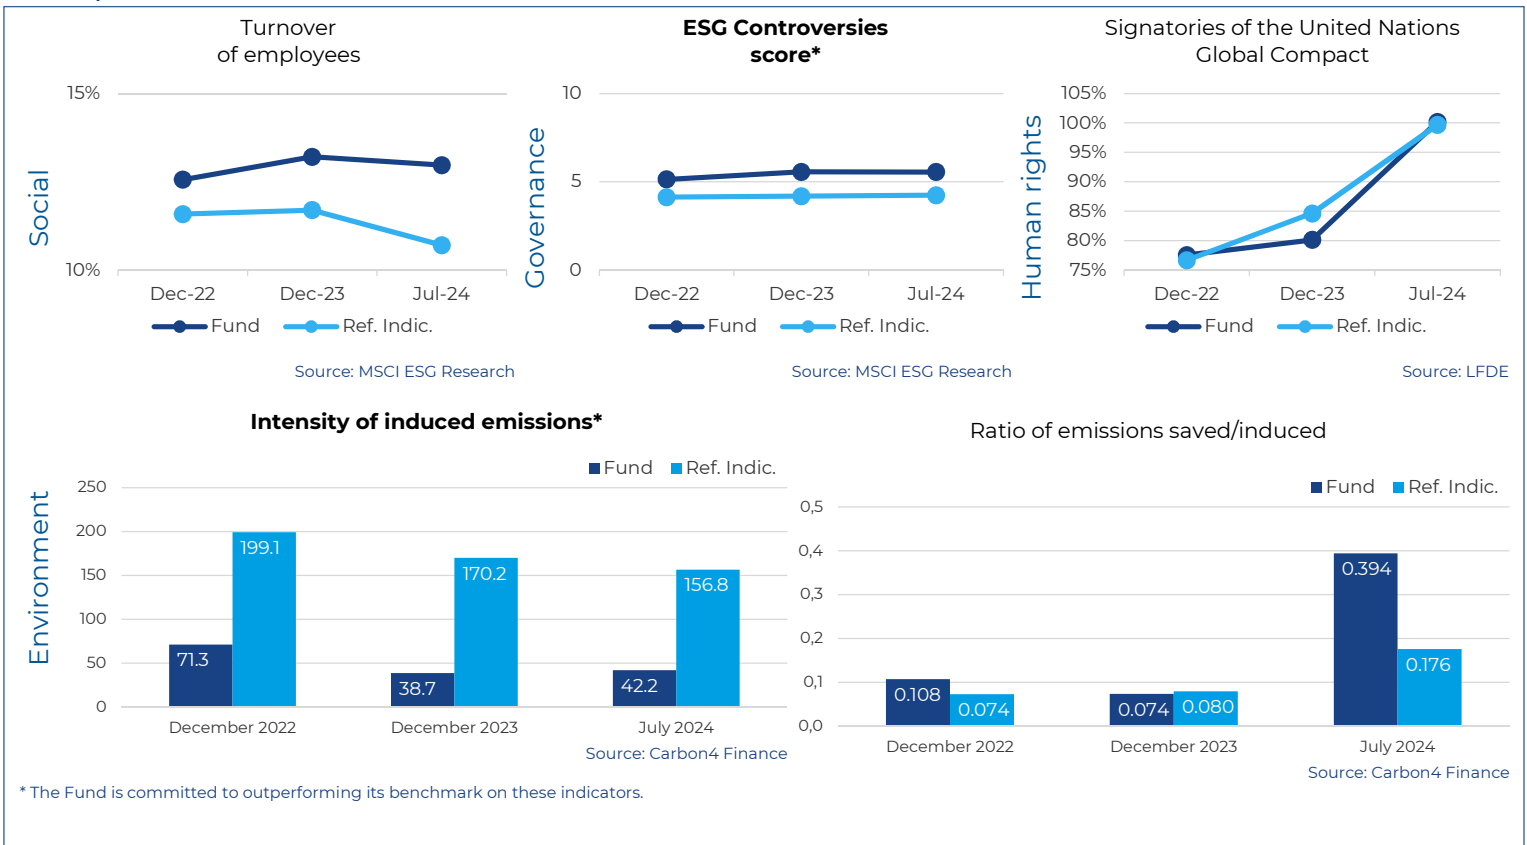 Turnover
of employees
15%
10%
Social
Dec-22 Dec-23 Jul-24
Fund Ref. Indic.
Source: MSCI ESG Research
ESG Controversies
score*
10
5
0
Governance
Dec-22 Dec-23 Jul-24
Fund Ref. Indic.
Source: MSCI ESG Research
Signatories of the United Nations
Global Compact
105%
100%
95%
90%
85%
80%
75%
Human rights
Dec-22 Dec-23 Jul-24
Fund Ref. Indic.
Source: LFDE
Intensity of induced emissions*
Fund Ref. Indic.
Environment
250
200
150
100
50
0
71.3 199.1
38.7 170.2
42.2 156.8
December 2022 December 2023 July 2024
Source: Carbon4 Finance
Ratio of emissions saved/induced
Fund Ref. Indic.
0,5
0,4
0,3
0,2
0,1
0,0
0.108 0.074
0.074 0.080
0.394 0.176
December 2022 December 2023 July 2024
Source: Carbon4 Finance
* The Fund is committed to outperforming its benchmark on these indicators.